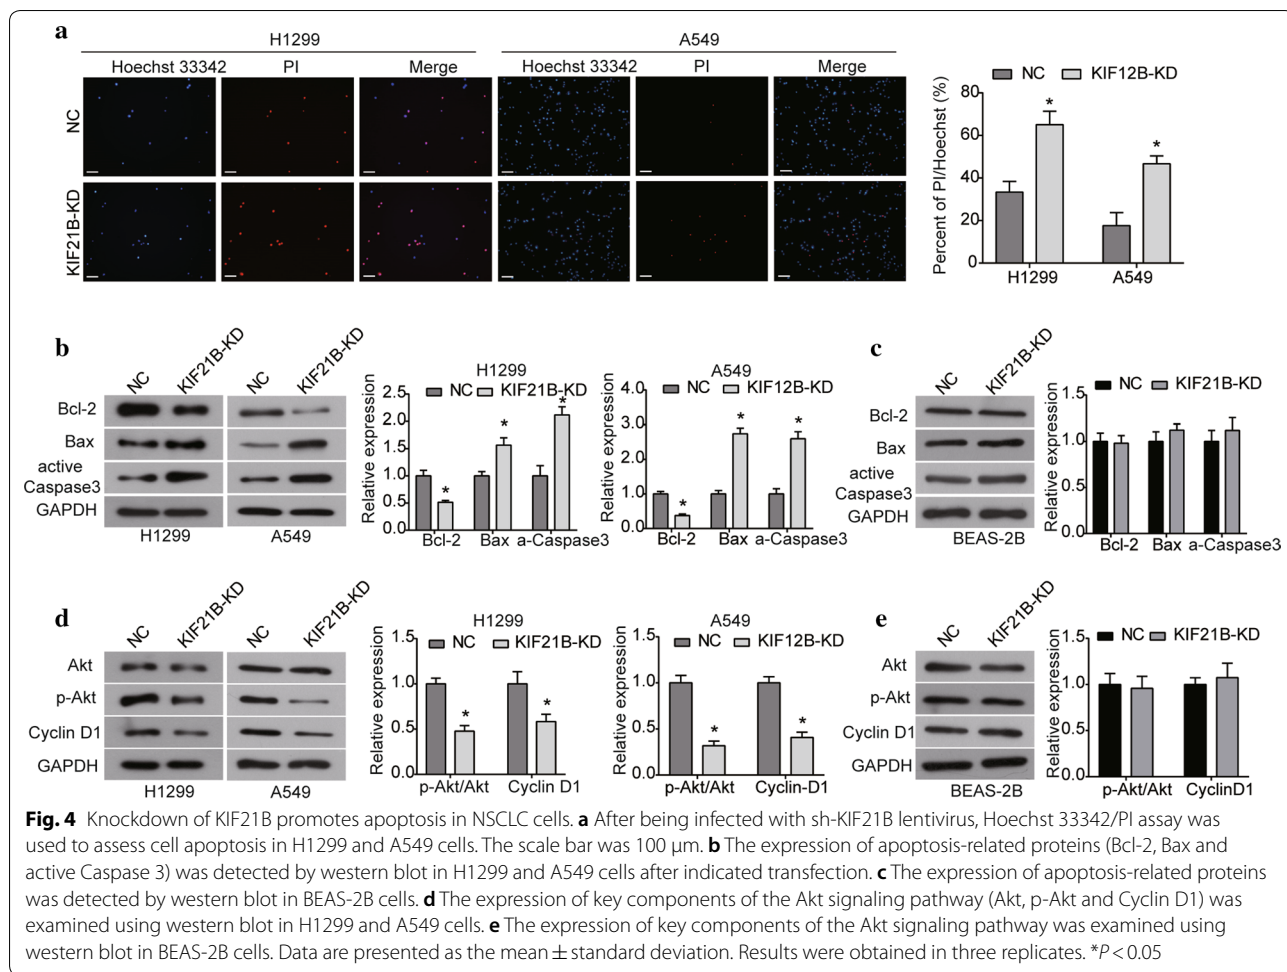 a
H1299
A549
Hoechst 33342 PI Merge Hoechst 33342 PI Merge
NC
KIF21B-KD
NC KIF12B-KD
Percent of PI/Hoechst (%)
80
60
40
20
0
* *
H1299 A549
b
NC KIF21B-KD NC KIF21B-KD
Bcl-2
Bax
active
Caspase3
GAPDH
H1299 A549
H1299
NC KIF21B-KD
Relative expression
2.5
2.0
1.5
1.0
0.5
0.0
* * *
Bcl-2 Bax a-Caspase3
A549
NC KIF12B-KD
Relative expression
4.0
3.0
2.0
1.0
0.0
* * *
Bcl-2 Bax a-Caspase3
c
NC KIF21B-KD
Bcl-2
Bax
active
Caspase3
GAPDH
BEAS-2B
NC KIF21B-KD
Relative expression
1.5
1.0
0.5
0.0
Bcl-2 Bax a-Caspase3
d
NC KIF21B-KD NC KIF21B-KD
Akt
p-Akt
Cyclin D1
GAPDH
H1299 A549
H1299
NC KIF21B-KD
Relative expression
1.5
1.0
0.5
0.0
* *
p-Akt/Akt Cyclin D1
A549
NC KIF12B-KD
Relative expression
1.5
1.0
0.5
0.0
* *
p-Akt/Akt Cyclin-D1
e
NC KIF21B-KD
Akt
p-Akt
Cyclin D1
GAPDH
BEAS-2B
NC KIF21B-KD
Relative expression
1.5
1.0
0.5
0.0
p-Akt/Akt CyclinD1
Fig. 4 Knockdown of KIF21B promotes apoptosis in NSCLC cells. a After being infected with sh-KIF21B lentivirus, Hoechst 33342/PI assay was
used to assess cell apoptosis in H1299 and A549 cells. The scale bar was 100 μm. b The expression of apoptosis-related proteins (Bcl-2, Bax and
active Caspase 3) was detected by western blot in H1299 and A549 cells after indicated transfection. c The expression of apoptosis-related proteins
was detected by western blot in BEAS-2B cells. d The expression of key components of the Akt signaling pathway (Akt, p-Akt and Cyclin D1) was
examined using western blot in H1299 and A549 cells. e The expression of key components of the Akt signaling pathway was examined using
western blot in BEAS-2B cells. Data are presented as the mean ± standard deviation. Results were obtained in three replicates. *P < 0.05